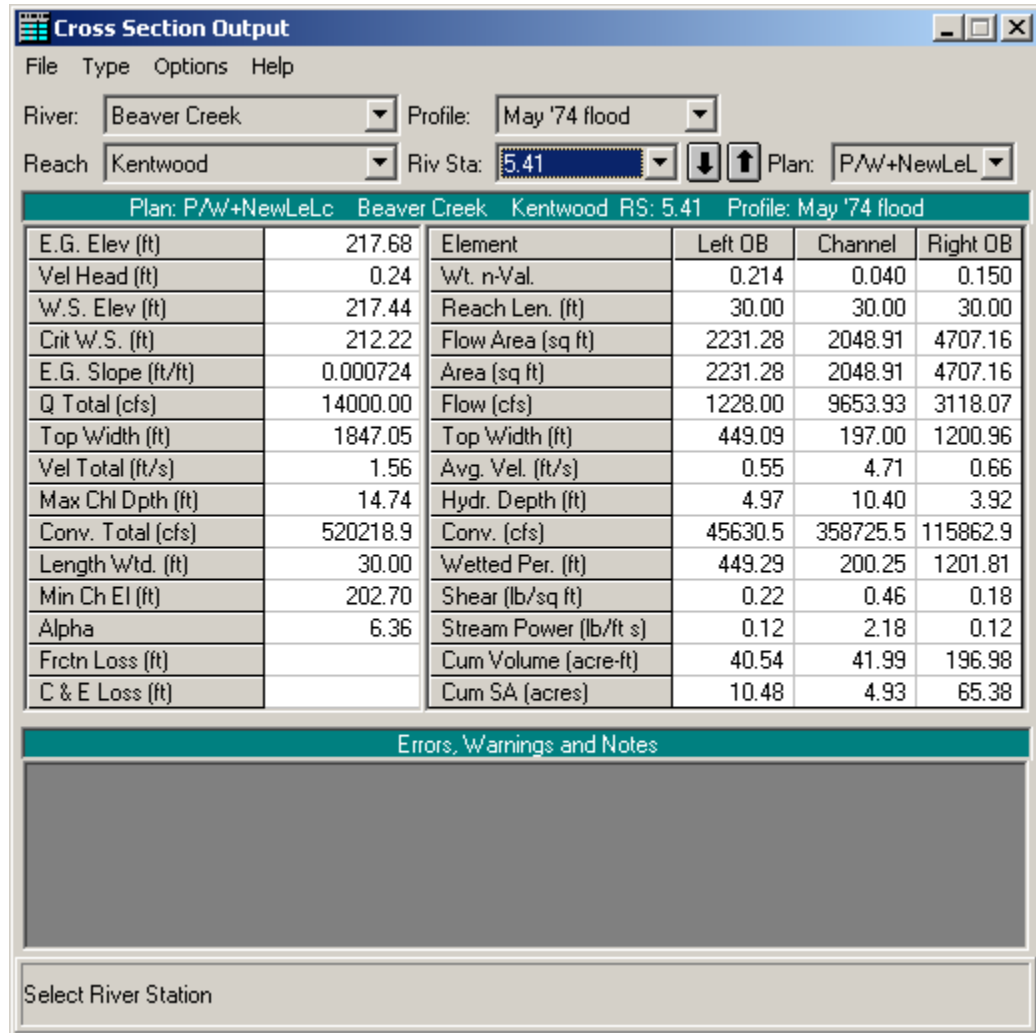 Cross Section Output
File Type Options Help
River: Beaver Creek Profile: May '74 flood
Reach Kentwood Riv Sta: 5.41 Plan: P/W+NewLeL
Plan: P/W+NewLeLc Beaver Creek Kentwood RS: 5.41 Profile: May '74 flood
E.G. Elev (ft) 217.68 Element Left OB Channel Right OB
Vel Head (ft) 0.24 Wt. n-Val. 0.214 0.040 0.150
W.S. Elev (ft) 217.44 Reach Len. (ft) 30.00 30.00 30.00
Crit W.S. (ft) 212.22 Flow Area (sq ft) 2231.28 2048.91 4707.16
E.G. Slope (ft/ft) 0.000724 Area (sq ft) 2231.28 2048.91 4707.16
Q Total (cfs) 14000.00 Flow (cfs) 1228.00 9653.93 3118.07
Top Width (ft) 1847.05 Top Width (ft) 449.09 197.00 1200.96
Vel Total (ft/s) 1.56 Avg. Vel. (ft/s) 0.55 4.71 0.66
Max Chl Dpth (ft) 14.74 Hydr. Depth (ft) 4.97 10.40 3.92
Conv. Total (cfs) 520218.9 Conv. (cfs) 45630.5 358725.5 115862.9
Length Wtd. (ft) 30.00 Wetted Per. (ft) 449.29 200.25 1201.81
Min Ch El (ft) 202.70 Shear (lb/sq ft) 0.22 0.46 0.18
Alpha 6.36 Stream Power (lb/ft s) 0.12 2.18 0.12
Frctn Loss (ft) Cum Volume (acre-ft) 40.54 41.99 196.98
C & E Loss (ft) Cum SA (acres) 10.48 4.93 65.38
Errors, Warnings and Notes
Select River Station